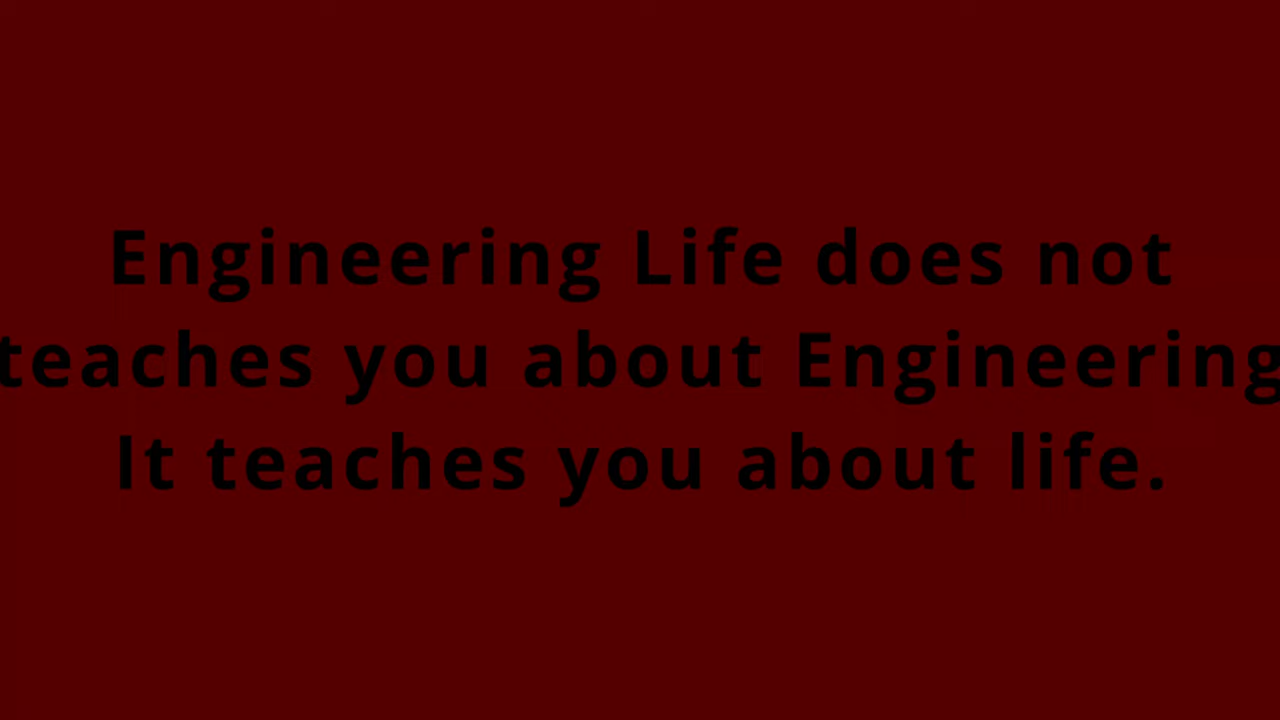 Engineering Life does not
teaches you about Engineering
It teaches you about life.